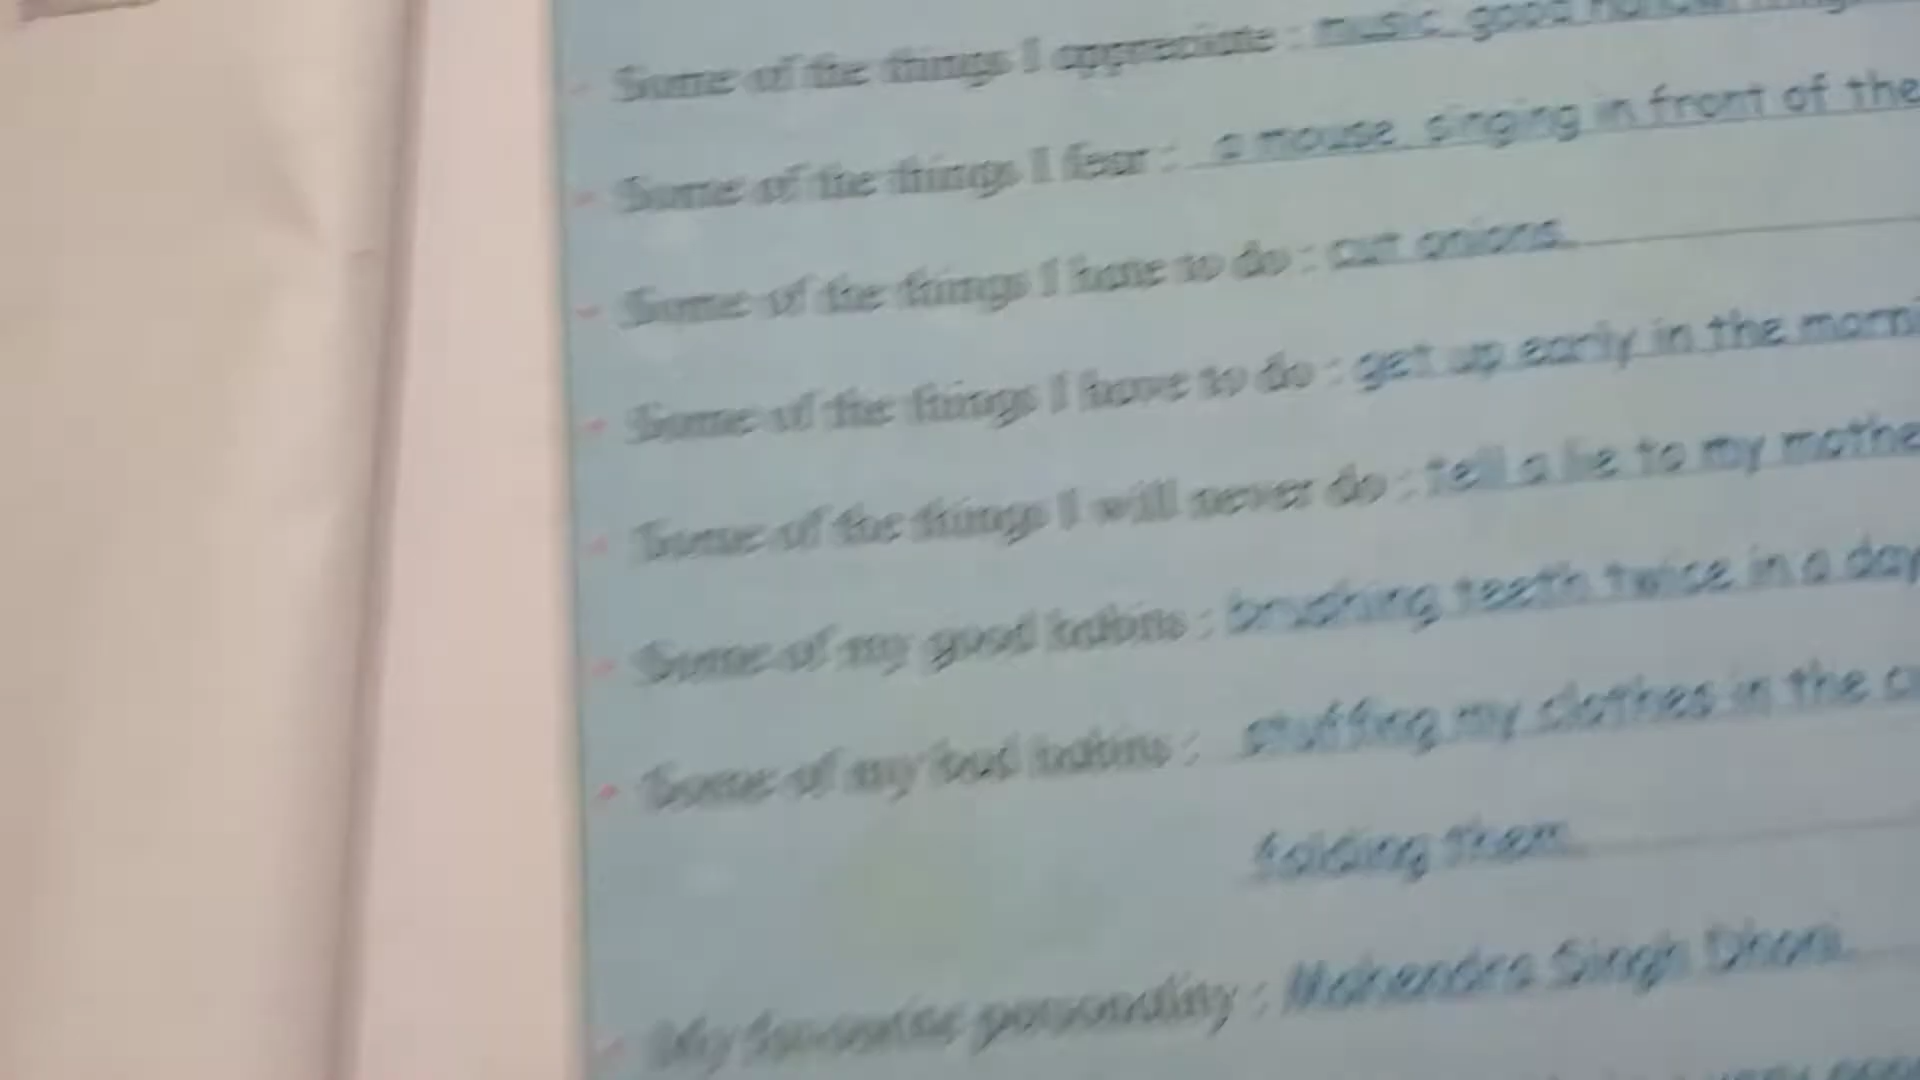 Some of the things I appreciate : music, good
Some of the things I fear : a mouse, singing in front of the
Some of the things I hate to do : cut onions.
Some of the things I have to do : get up early in the
Some of the things I will never do : tell a lie to my
Some of my good habits : brushing teeth twice in a day
Some of my bad habits : stuffing my clothes in the
folding them.
My favourite personality : Mahendra Singh Dhoni.